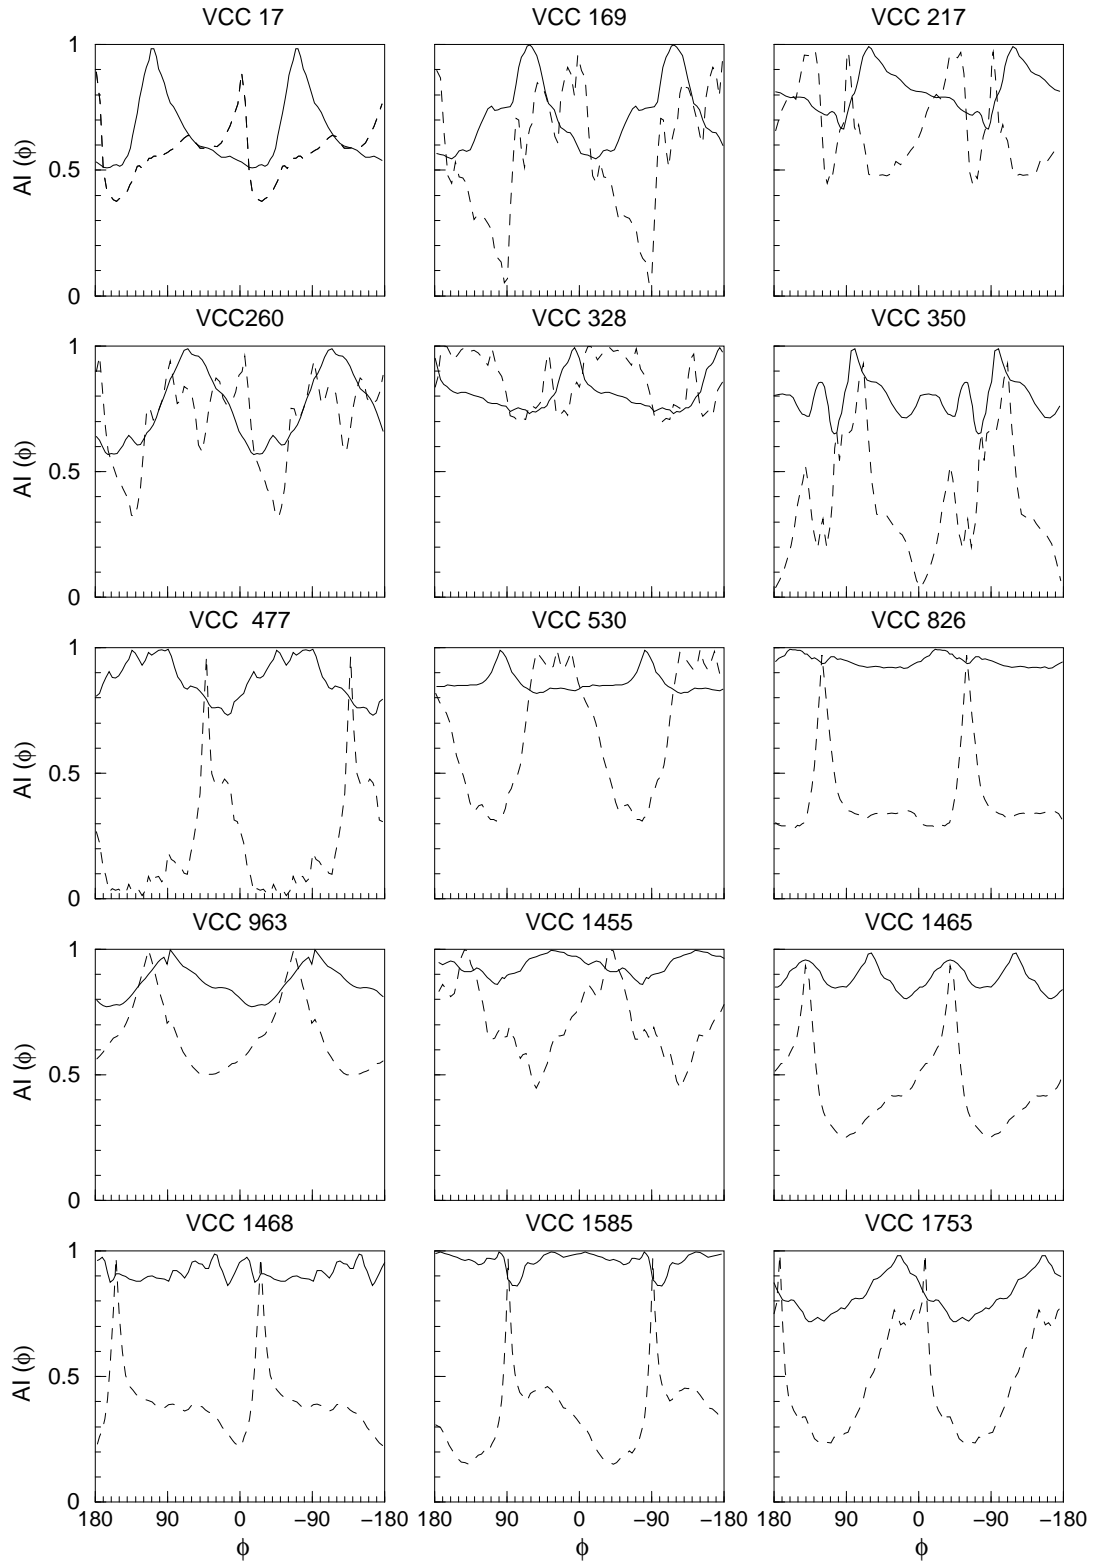 VCC 17 VCC 169 VCC 217
1
AI (ϕ)
0.5
0
VCC260 VCC 328 VCC 350
1
AI (ϕ)
0.5
0
VCC 477 VCC 530 VCC 826
1
AI (ϕ)
0.5
0
VCC 963 VCC 1455 VCC 1465
1
AI (ϕ)
0.5
0
VCC 1468 VCC 1585 VCC 1753
1
AI (ϕ)
0.5
0
180 90 0 −90 −180 90 0 −90 −180 90 0 −90 −180
ϕ ϕ ϕ